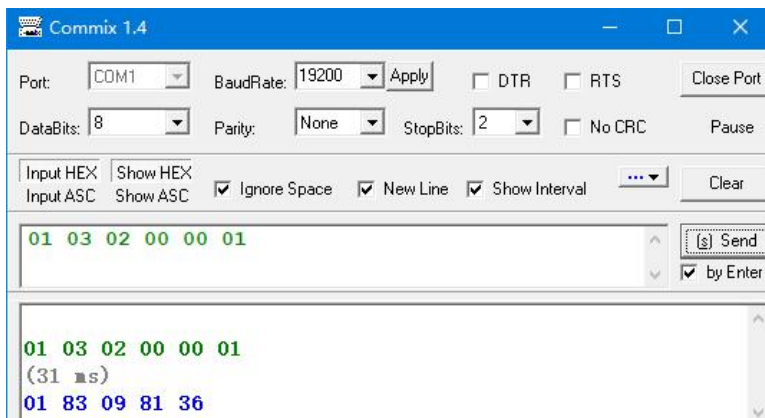 Commix 1.4
Port: COM1 BaudRate: 19200 Apply DTR RTS Close Port
DataBits: 8 Parity: None StopBits: 2 No CRC Pause
Input HEX Show HEX
Input ASC Show ASC Ignore Space New Line Show Interval ... Clear
01 03 02 00 00 01 (s) Send
by Enter
01 03 02 00 00 01
(31 ms)
01 83 09 81 36